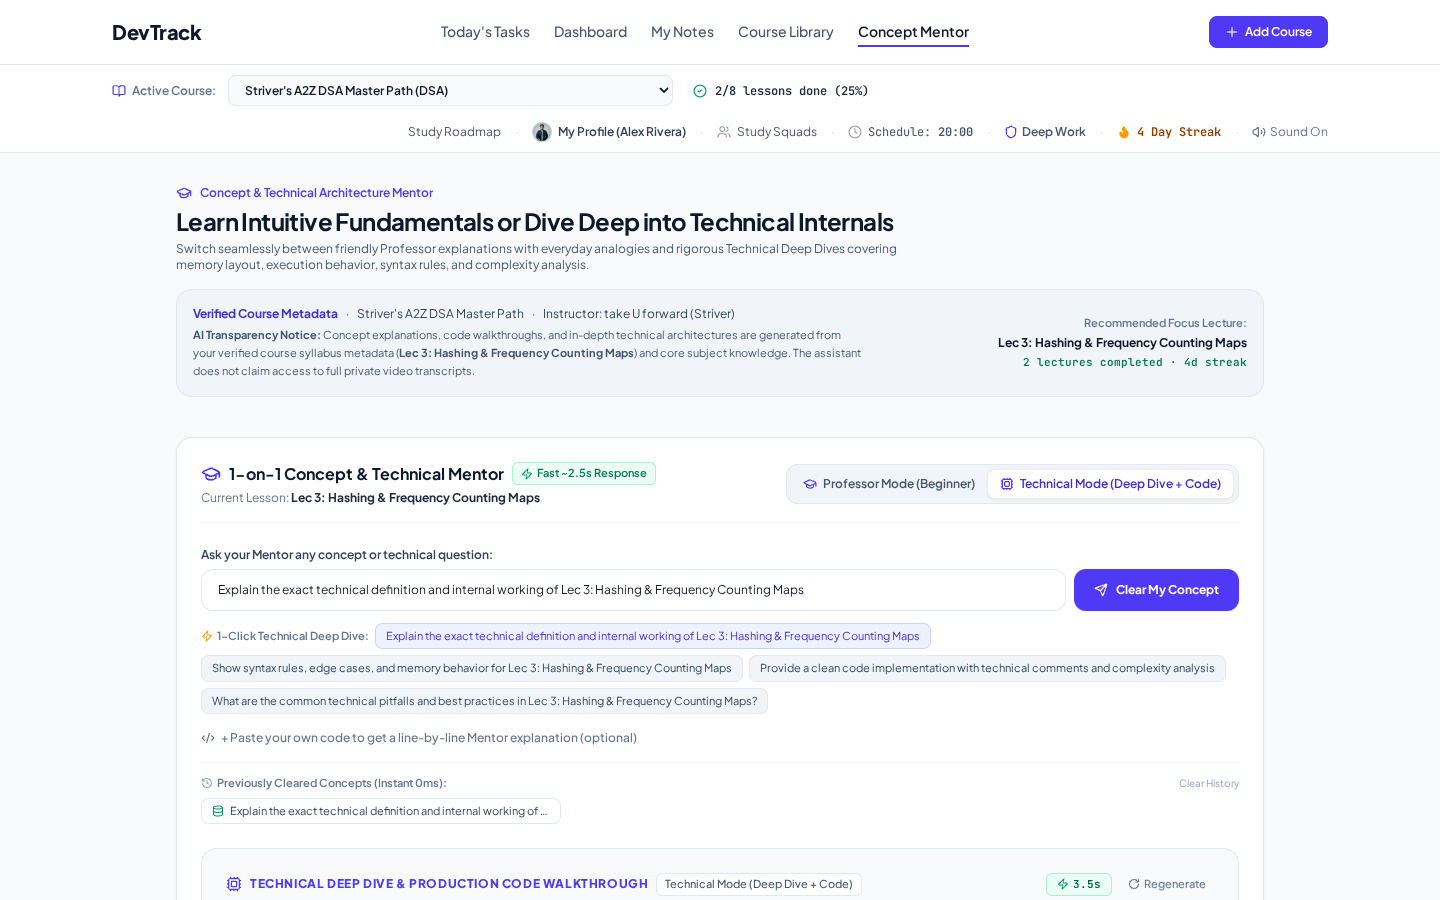 DevTrack
Today's Tasks
Dashboard
My Notes
Course Library
Concept Mentor
Add Course
Active Course:
Striver's A2Z DSA Master Path (DSA)
2/8 lessons done (25%)
Study Roadmap · My Profile (Alex Rivera) · Study Squads · Schedule: 20:00 · Deep Work · 4 Day Streak · Sound On
Concept & Technical Architecture Mentor
Learn Intuitive Fundamentals or Dive Deep into Technical Internals
Switch seamlessly between friendly Professor explanations with everyday analogies and rigorous Technical Deep Dives covering
memory layout, execution behavior, syntax rules, and complexity analysis.
Verified Course Metadata · Striver's A2Z DSA Master Path · Instructor: take U forward (Striver)
AI Transparency Notice: Concept explanations, code walkthroughs, and in-depth technical architectures are generated from
your verified course syllabus metadata (Lec 3: Hashing & Frequency Counting Maps) and core subject knowledge. The assistant
does not claim access to full private video transcripts.
Recommended Focus Lecture:
Lec 3: Hashing & Frequency Counting Maps
2 lectures completed · 4d streak
1-on-1 Concept & Technical Mentor
Fast ~2.5s Response
Current Lesson: Lec 3: Hashing & Frequency Counting Maps
Professor Mode (Beginner)
Technical Mode (Deep Dive + Code)
Ask your Mentor any concept or technical question:
Explain the exact technical definition and internal working of Lec 3: Hashing & Frequency Counting Maps
Clear My Concept
1-Click Technical Deep Dive:
Explain the exact technical definition and internal working of Lec 3: Hashing & Frequency Counting Maps
Show syntax rules, edge cases, and memory behavior for Lec 3: Hashing & Frequency Counting Maps
Provide a clean code implementation with technical comments and complexity analysis
What are the common technical pitfalls and best practices in Lec 3: Hashing & Frequency Counting Maps?
+ Paste your own code to get a line-by-line Mentor explanation (optional)
Previously Cleared Concepts (Instant 0ms):
Clear History
Explain the exact technical definition and internal working of ...
TECHNICAL DEEP DIVE & PRODUCTION CODE WALKTHROUGH
Technical Mode (Deep Dive + Code)
3.5s
Regenerate